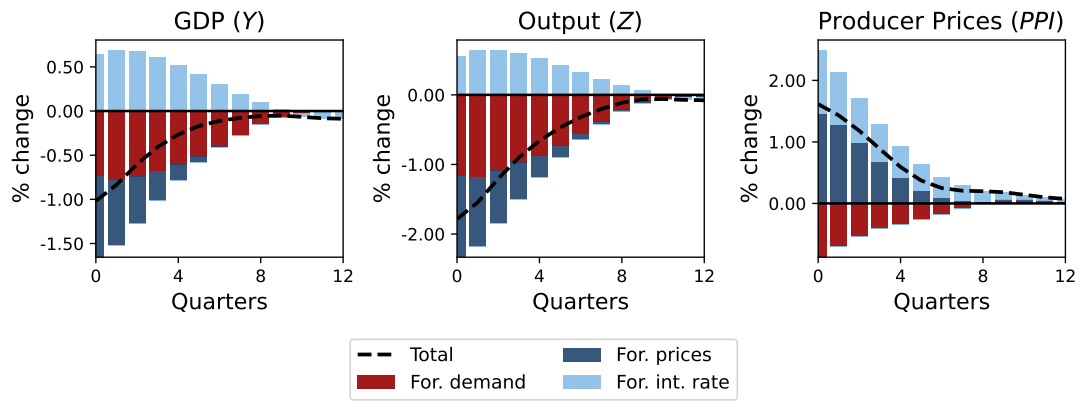 GDP (Y)
Output (Z)
Producer Prices (PPI)
% change
0.50
0.00
-0.50
-1.00
-1.50
0 4 8 12
Quarters
% change
0.00
-1.00
-2.00
0 4 8 12
Quarters
% change
2.00
1.00
0.00
0 4 8 12
Quarters
Total
For. prices
For. demand
For. int. rate